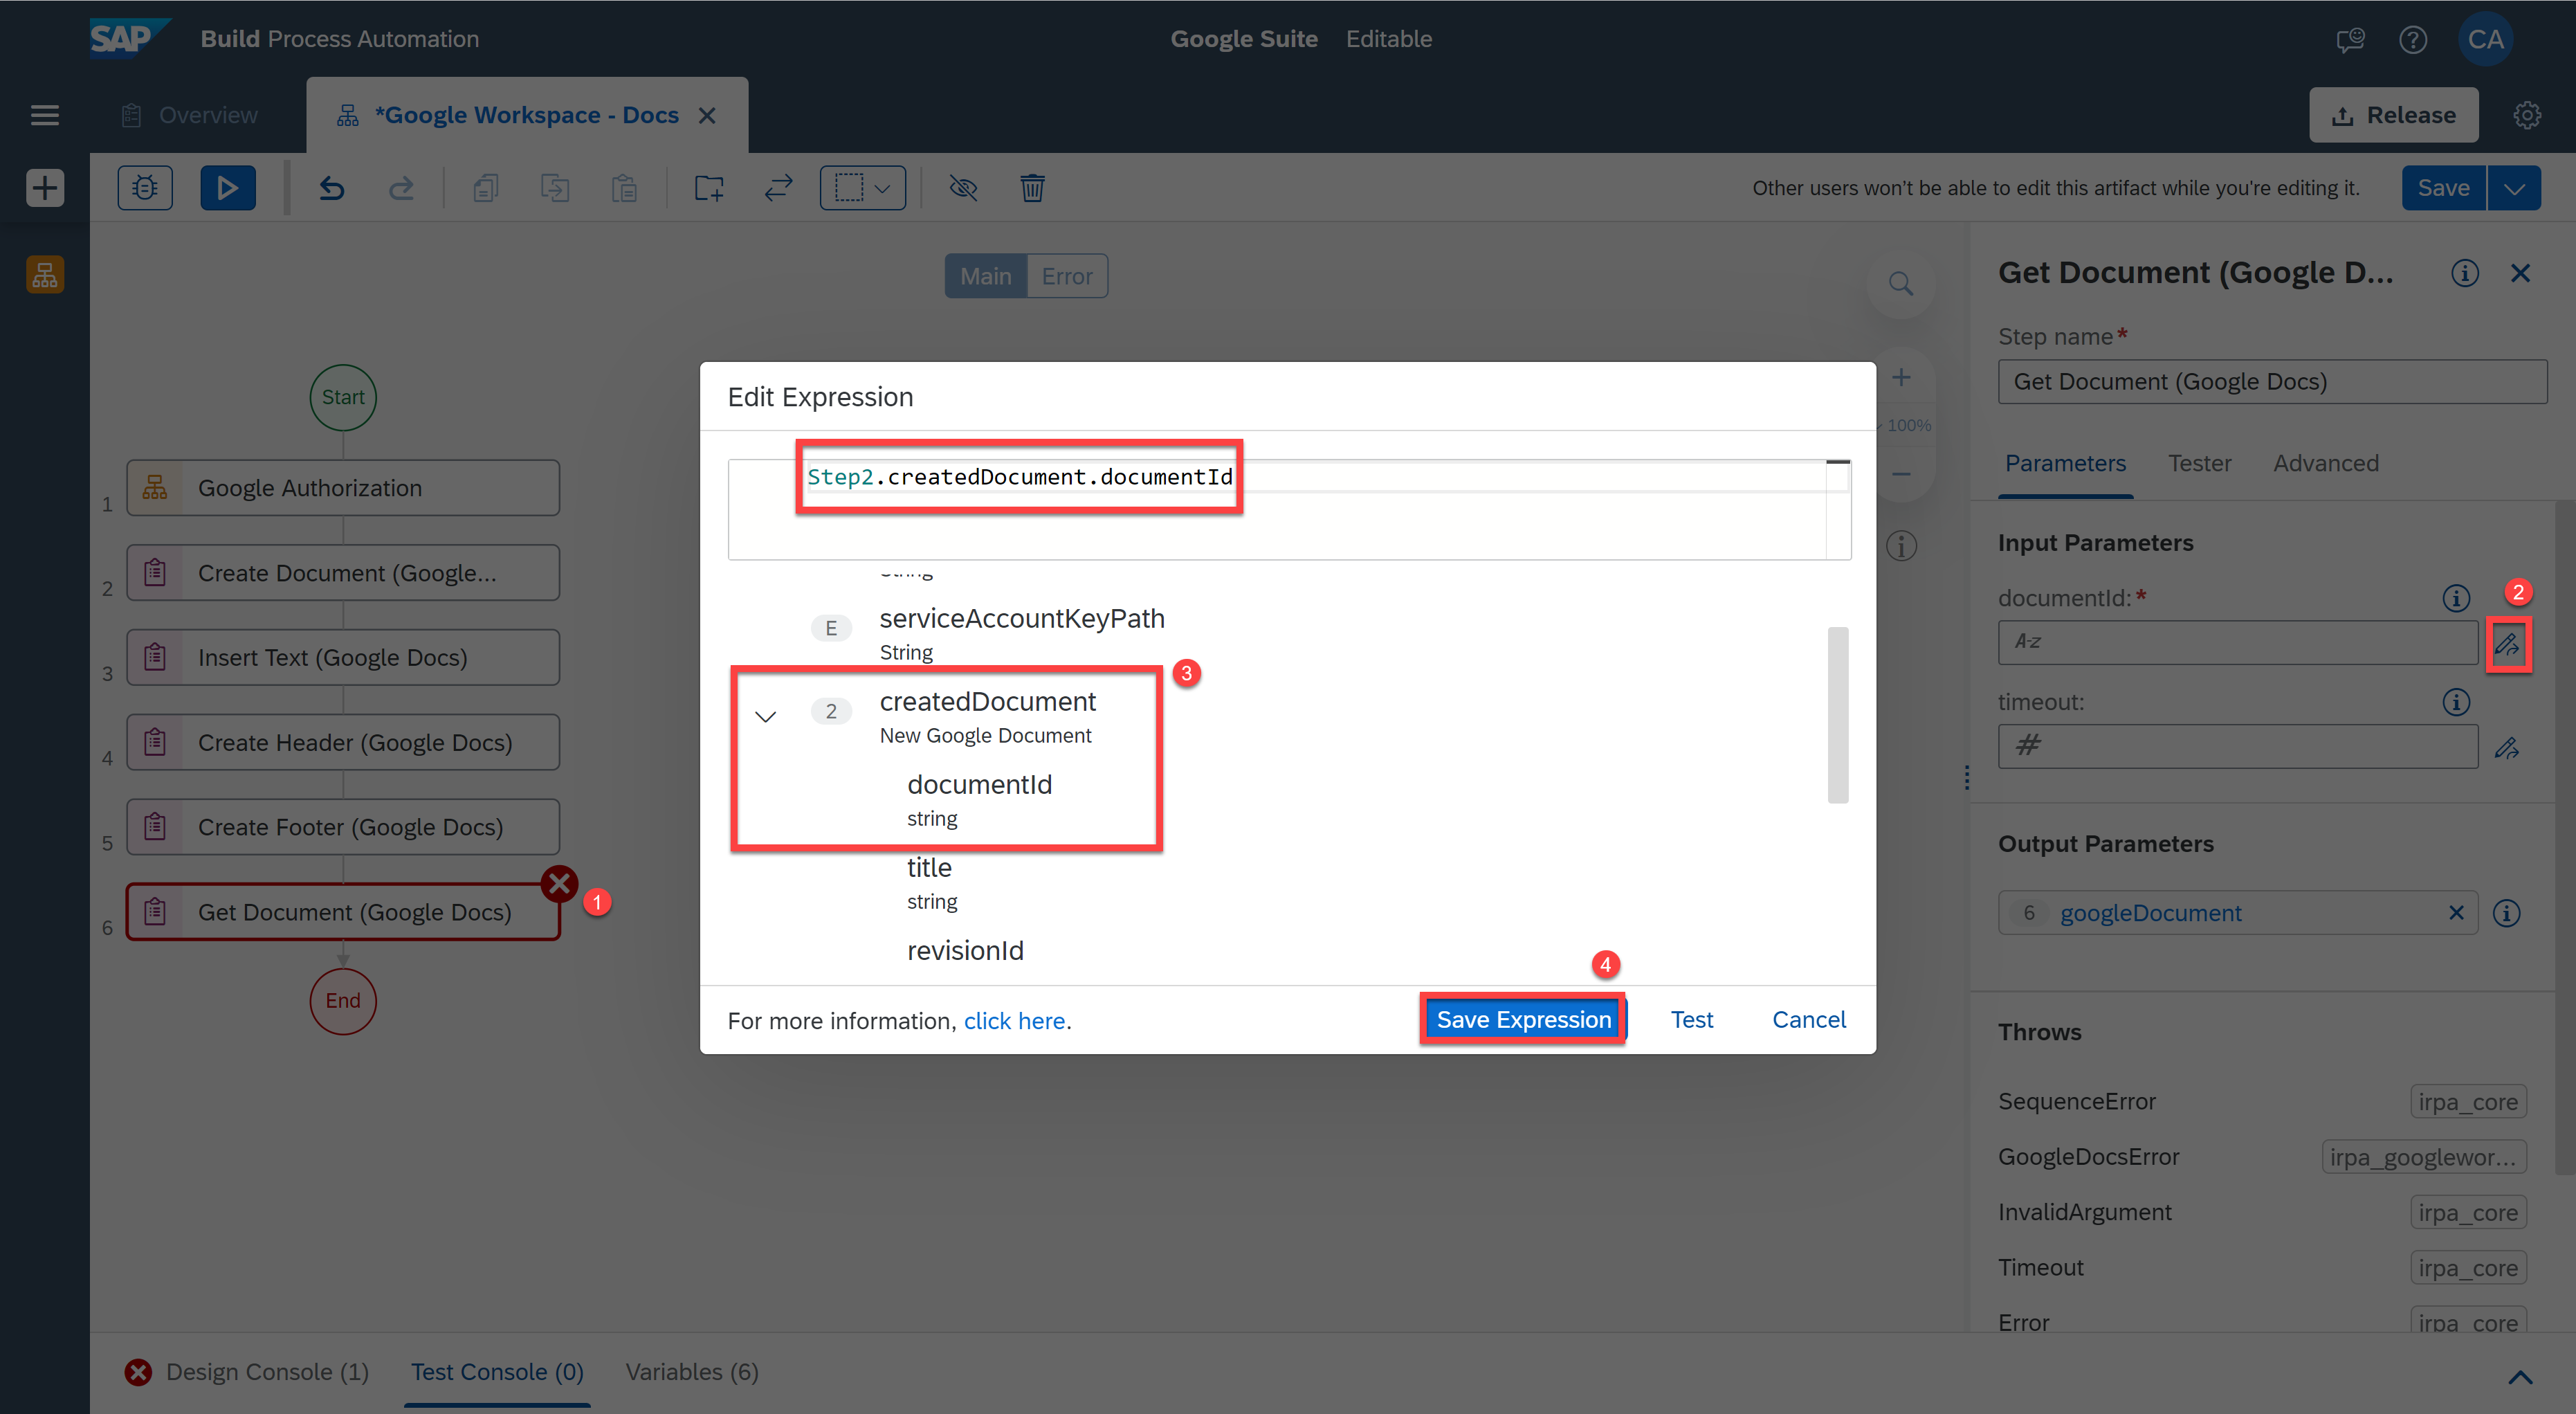 SAP Build Process Automation
Google Suite Editable
CA
Overview
*Google Workspace - Docs
Release
Other users won't be able to edit this artifact while you're editing it.
Save
Main Error
Start
1 Google Authorization
2 Create Document (Google...
3 Insert Text (Google Docs)
4 Create Header (Google Docs)
5 Create Footer (Google Docs)
6 Get Document (Google Docs)
1
End
100%
Edit Expression
Step2.createdDocument.documentId
String
E serviceAccountKeyPath
String
3
2 createdDocument
New Google Document
documentId
string
title
string
revisionId
4
For more information, click here.
Save Expression Test Cancel
Get Document (Google D...
Step name*
Get Document (Google Docs)
Parameters Tester Advanced
Input Parameters
documentId:*
2
A-z
timeout:
#
Output Parameters
6 googleDocument
Throws
SequenceError irpa_core
GoogleDocsError irpa_googlewor...
InvalidArgument irpa_core
Timeout irpa_core
Error irpa_core
Design Console (1) Test Console (0) Variables (6)